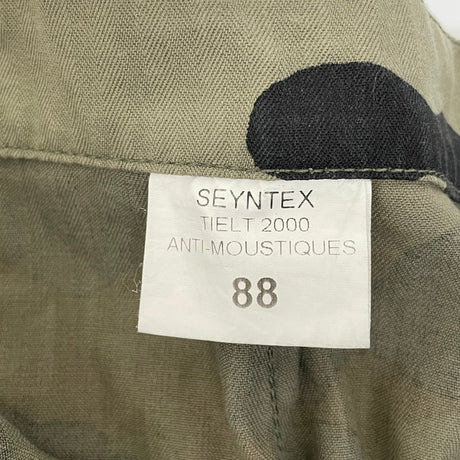 SEYNTEX
TIELT 2000
ANTI-MOUSTIQUES
88